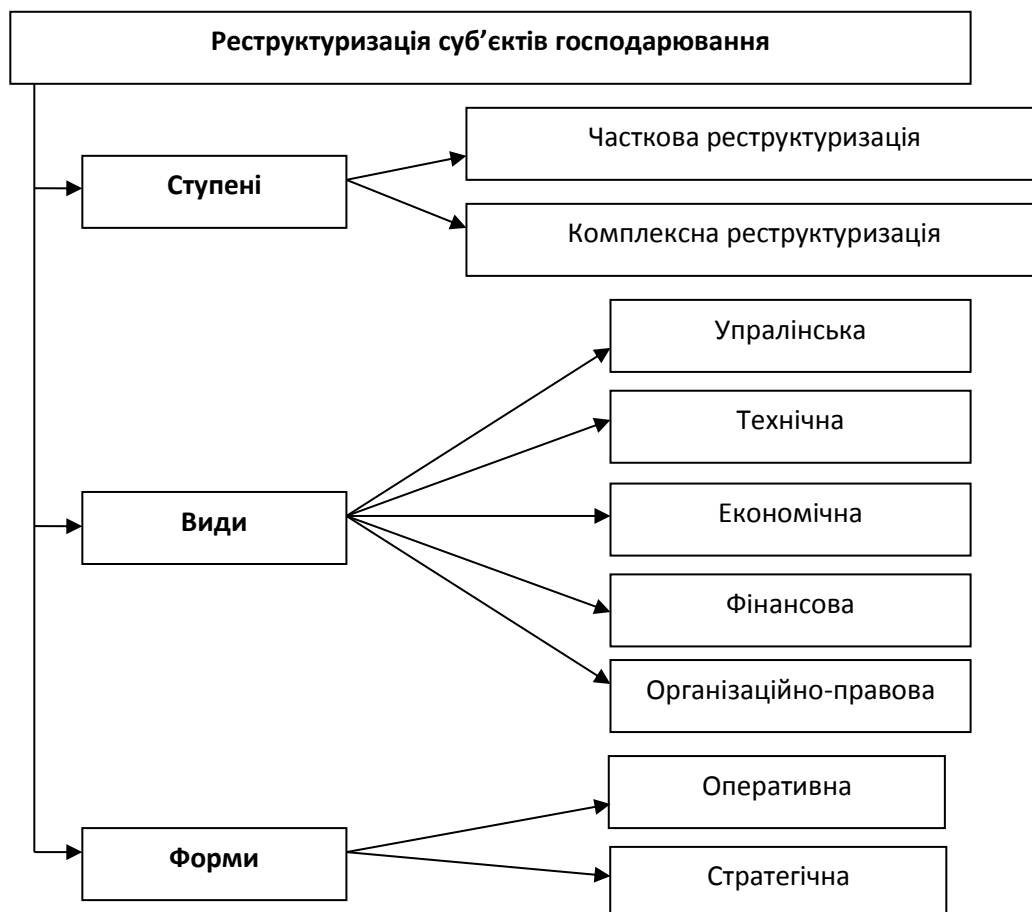 Реструктуризація суб’єктів господарювання
Ступені
Часткова реструктуризація
Комплексна реструктуризація
Види
Упралінська
Технічна
Економічна
Фінансова
Організаційно-правова
Форми
Оперативна
Стратегічна